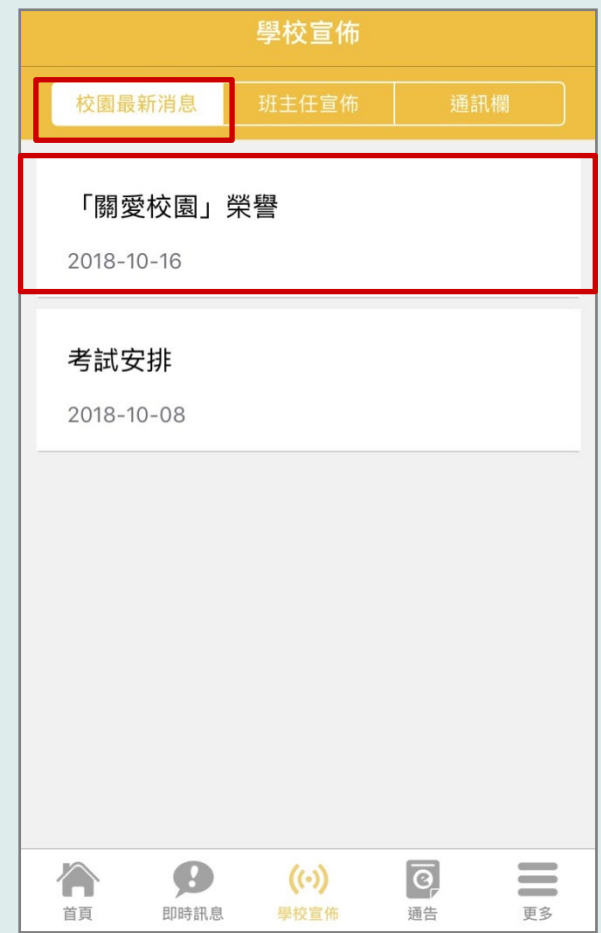 學校宣佈
校園最新消息 班主任宣佈 通訊欄
「關愛校園」榮譽
2018-10-16
考試安排
2018-10-08
首頁 即時訊息 學校宣佈 通告 更多